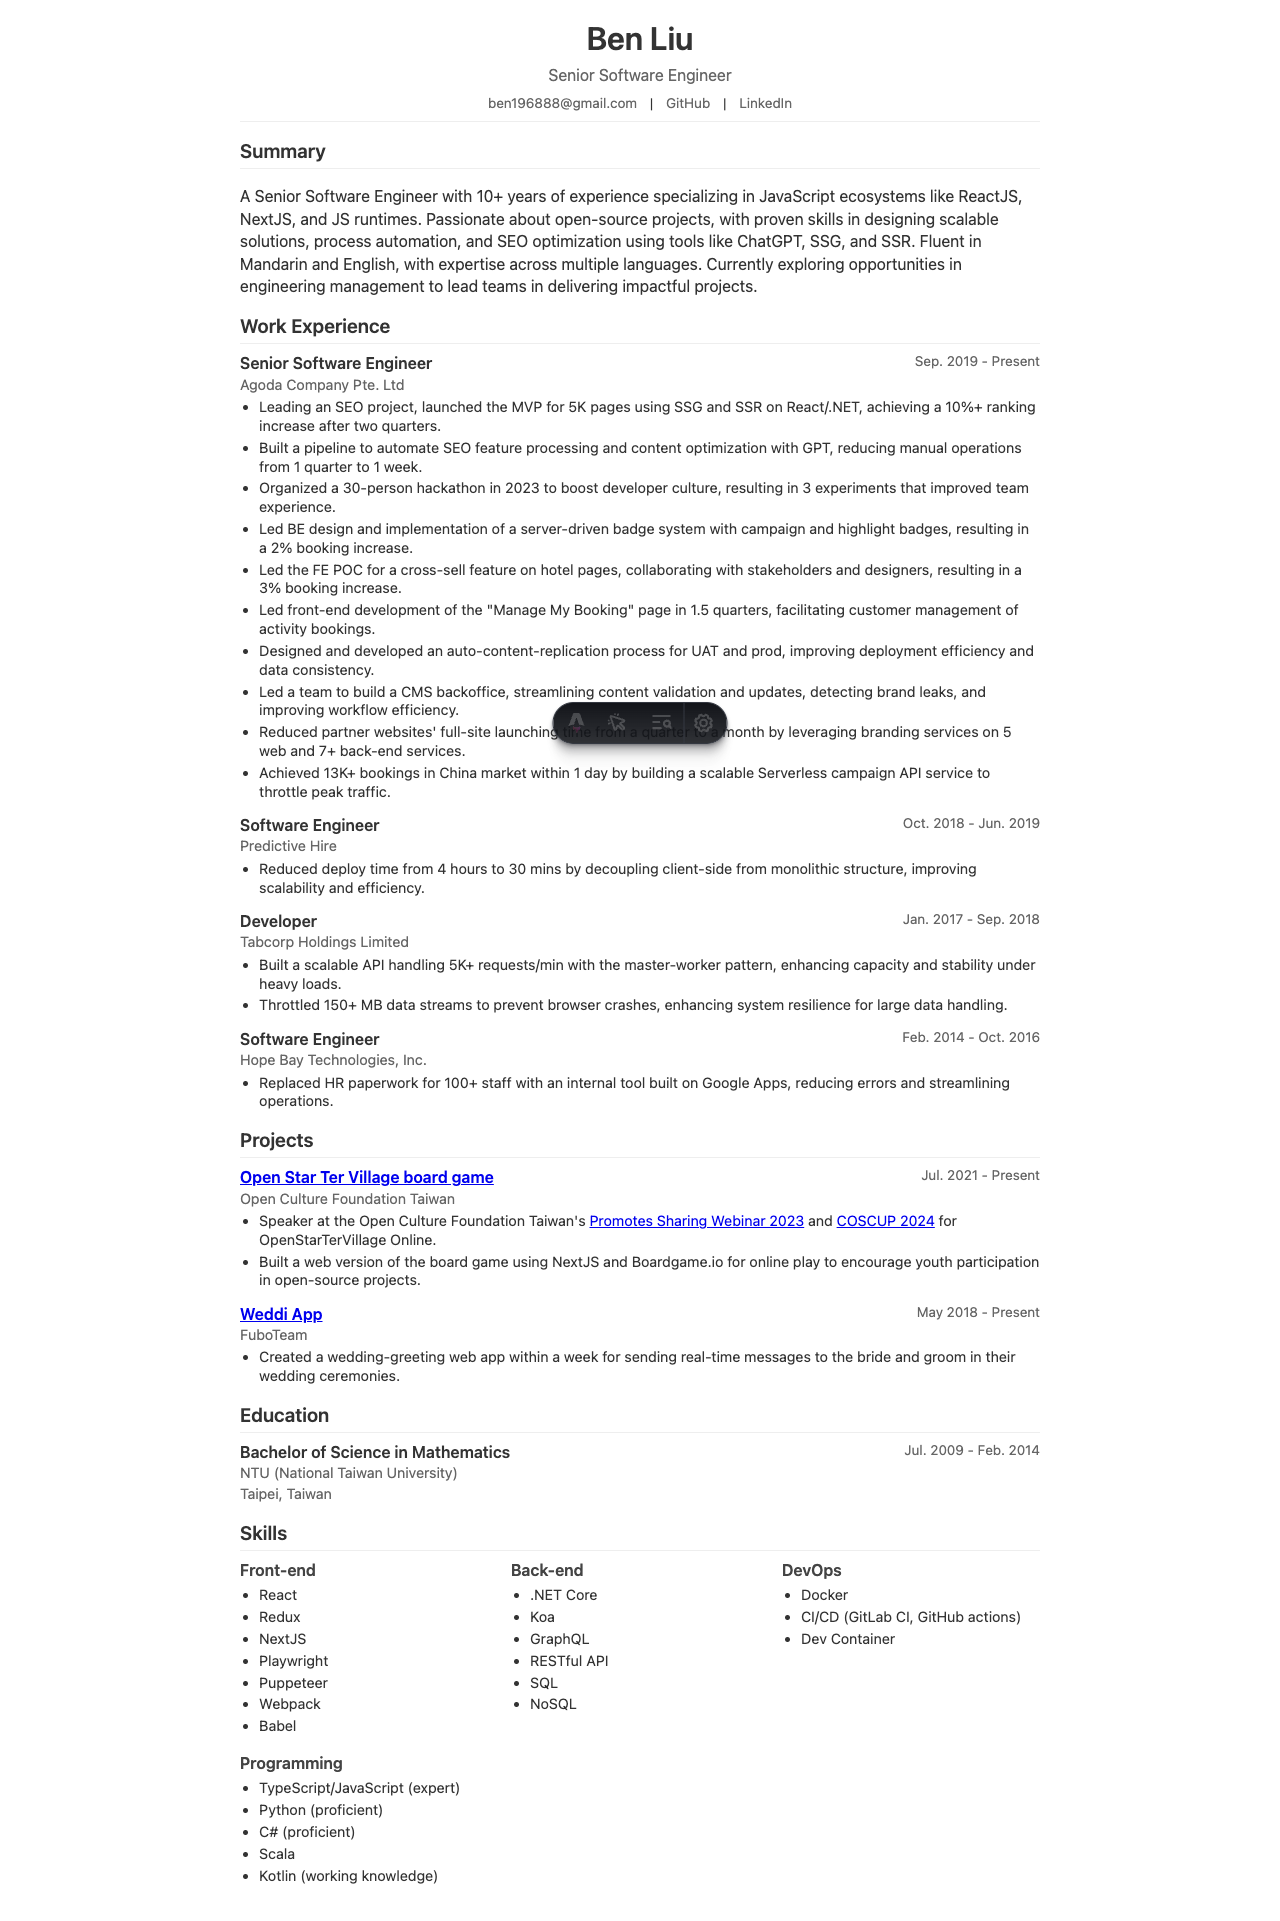 Ben Liu
Senior Software Engineer
ben196888@gmail.com | GitHub | LinkedIn
Summary
A Senior Software Engineer with 10+ years of experience specializing in JavaScript ecosystems like ReactJS,
NextJS, and JS runtimes. Passionate about open-source projects, with proven skills in designing scalable
solutions, process automation, and SEO optimization using tools like ChatGPT, SSG, and SSR. Fluent in
Mandarin and English, with expertise across multiple languages. Currently exploring opportunities in
engineering management to lead teams in delivering impactful projects.
Work Experience
Senior Software Engineer Sep. 2019 - Present
Agoda Company Pte. Ltd
• Leading an SEO project, launched the MVP for 5K pages using SSG and SSR on React/.NET, achieving a 10%+ ranking
increase after two quarters.
• Built a pipeline to automate SEO feature processing and content optimization with GPT, reducing manual operations
from 1 quarter to 1 week.
• Organized a 30-person hackathon in 2023 to boost developer culture, resulting in 3 experiments that improved team
experience.
• Led BE design and implementation of a server-driven badge system with campaign and highlight badges, resulting in
a 2% booking increase.
• Led the FE POC for a cross-sell feature on hotel pages, collaborating with stakeholders and designers, resulting in a
3% booking increase.
• Led front-end development of the "Manage My Booking" page in 1.5 quarters, facilitating customer management of
activity bookings.
• Designed and developed an auto-content-replication process for UAT and prod, improving deployment efficiency and
data consistency.
• Led a team to build a CMS backoffice, streamlining content validation and updates, detecting brand leaks, and
improving workflow efficiency.
• Reduced partner websites' full-site launching time from a quarter to a month by leveraging branding services on 5
web and 7+ back-end services.
• Achieved 13K+ bookings in China market within 1 day by building a scalable Serverless campaign API service to
throttle peak traffic.
Software Engineer Oct. 2018 - Jun. 2019
Predictive Hire
• Reduced deploy time from 4 hours to 30 mins by decoupling client-side from monolithic structure, improving
scalability and efficiency.
Developer Jan. 2017 - Sep. 2018
Tabcorp Holdings Limited
• Built a scalable API handling 5K+ requests/min with the master-worker pattern, enhancing capacity and stability under
heavy loads.
• Throttled 150+ MB data streams to prevent browser crashes, enhancing system resilience for large data handling.
Software Engineer Feb. 2014 - Oct. 2016
Hope Bay Technologies, Inc.
• Replaced HR paperwork for 100+ staff with an internal tool built on Google Apps, reducing errors and streamlining
operations.
Projects
Open Star Ter Village board game Jul. 2021 - Present
Open Culture Foundation Taiwan
• Speaker at the Open Culture Foundation Taiwan's Promotes Sharing Webinar 2023 and COSCUP 2024 for
OpenStarTerVillage Online.
• Built a web version of the board game using NextJS and Boardgame.io for online play to encourage youth participation
in open-source projects.
Weddi App May 2018 - Present
FuboTeam
• Created a wedding-greeting web app within a week for sending real-time messages to the bride and groom in their
wedding ceremonies.
Education
Bachelor of Science in Mathematics Jul. 2009 - Feb. 2014
NTU (National Taiwan University)
Taipei, Taiwan
Skills
Front-end
• React
• Redux
• NextJS
• Playwright
• Puppeteer
• Webpack
• Babel
Back-end
• .NET Core
• Koa
• GraphQL
• RESTful API
• SQL
• NoSQL
DevOps
• Docker
• CI/CD (GitLab CI, GitHub actions)
• Dev Container
Programming
• TypeScript/JavaScript (expert)
• Python (proficient)
• C# (proficient)
• Scala
• Kotlin (working knowledge)